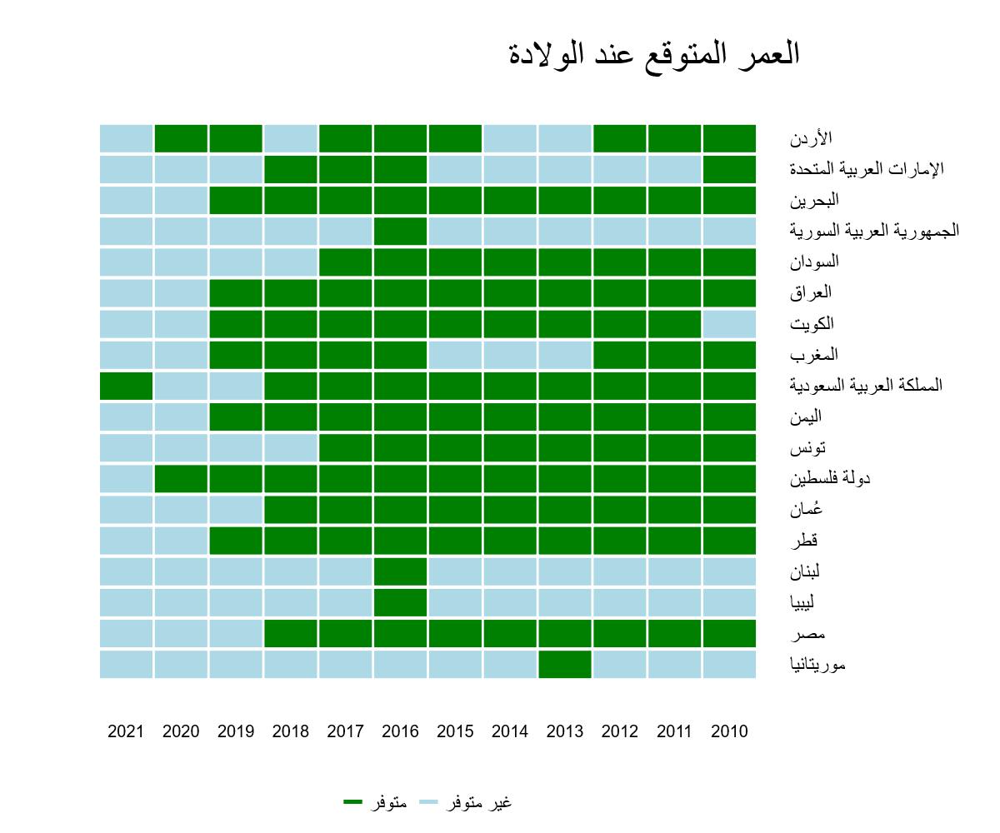 العمر المتوقع عند الولادة
الأردن
الإمارات العربية المتحدة
البحرين
الجمهورية العربية السورية
السودان
العراق
الكويت
المغرب
المملكة العربية السعودية
اليمن
تونس
دولة فلسطين
عُمان
قطر
لبنان
ليبيا
مصر
موريتانيا
2021 2020 2019 2018 2017 2016 2015 2014 2013 2012 2011 2010
متوفر غير متوفر